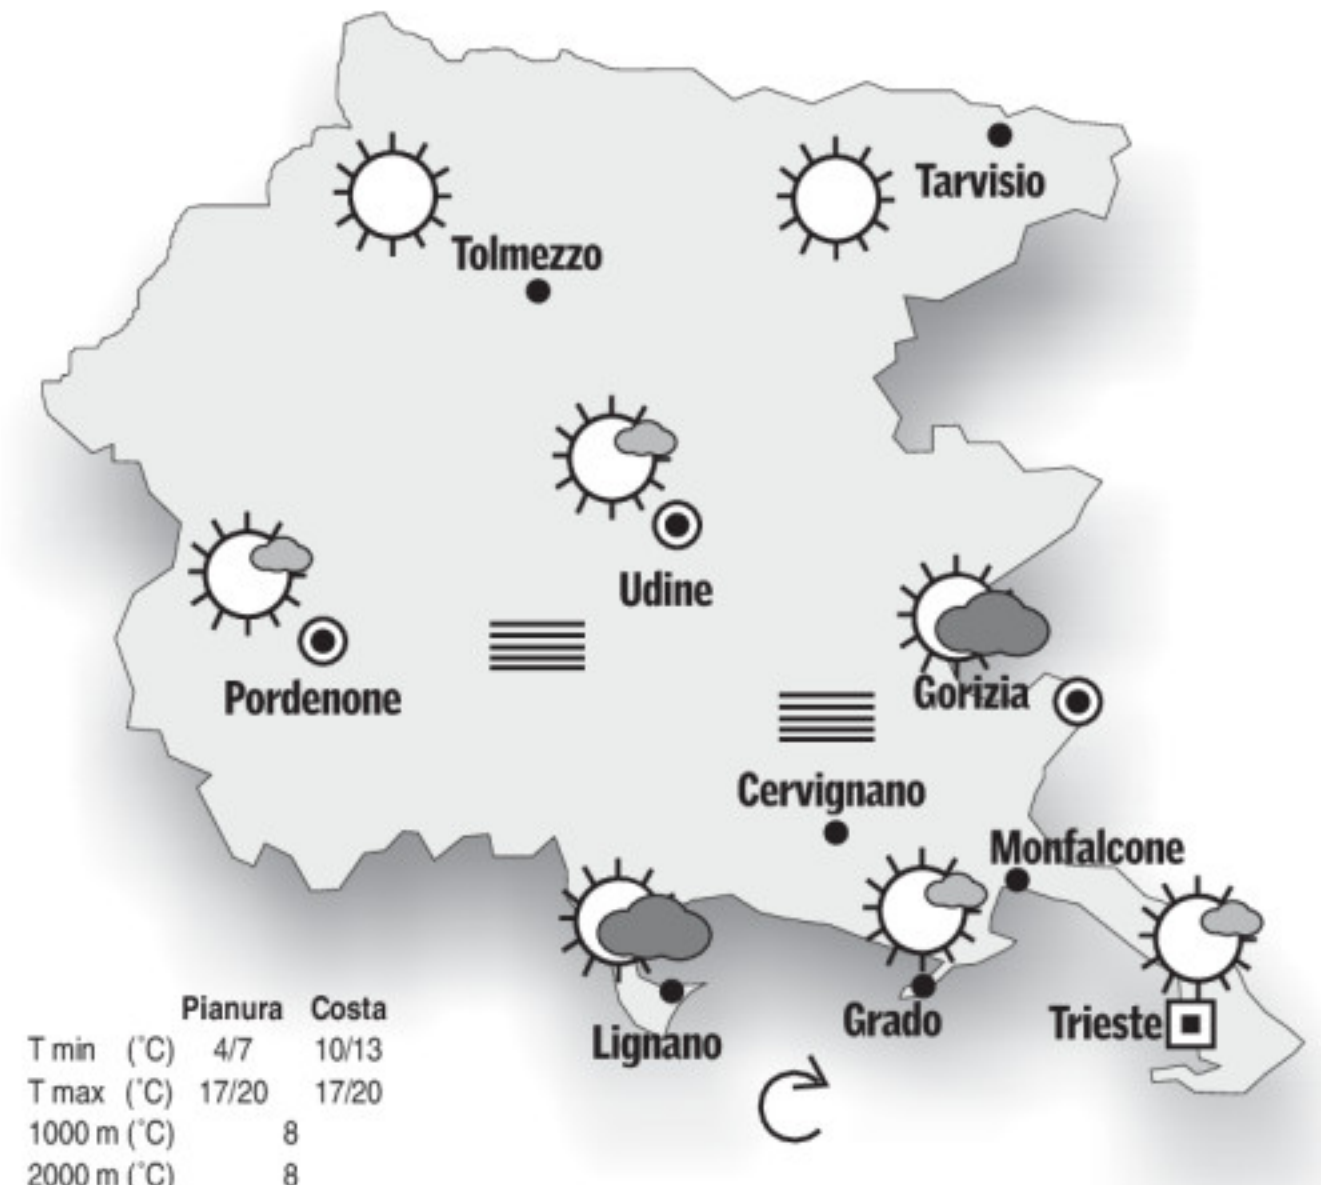 Tarvisio
Tolmezzo
Udine
Pordenone
Gorizia
Cervignano
Monfalcone
Grado
Trieste
Lignano
Pianura Costa
T min (°C) 4/7 10/13
T max (°C) 17/20 17/20
1000 m (°C) 8
2000 m (°C) 8